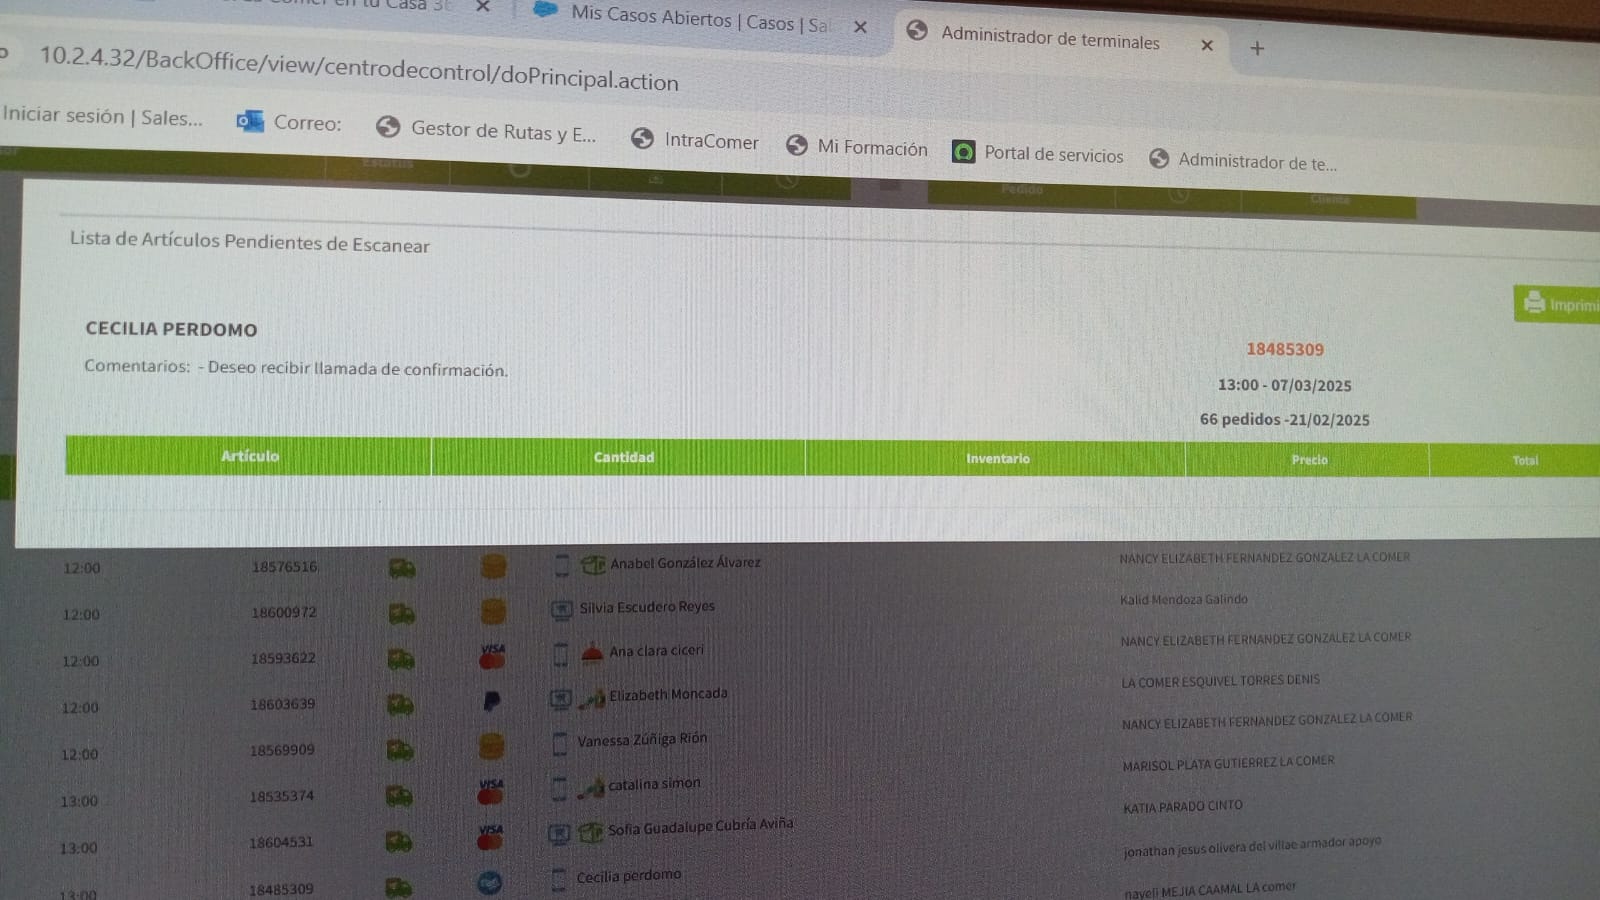 Mis Casos Abiertos | Casos | Sal
Administrador de terminales
10.2.4.32/BackOffice/view/centrodecontrol/doPrincipal.action
Iniciar sesión | Sales...
Correo:
Gestor de Rutas y E...
IntraComer
Mi Formación
Portal de servicios
Administrador de te...
Estatus
Pedido
Cliente
Lista de Artículos Pendientes de Escanear
Imprimi
CECILIA PERDOMO
18485309
Comentarios: - Deseo recibir llamada de confirmación.
13:00 - 07/03/2025
66 pedidos -21/02/2025
Artículo Cantidad Inventario Precio Total
12:00 18576516 Anabel González Álvarez NANCY ELIZABETH FERNANDEZ GONZALEZ LA COMER
12:00 18600972 Silvia Escudero Reyes Kalid Mendoza Galindo
12:00 18593622 VISA Ana clara ciceri NANCY ELIZABETH FERNANDEZ GONZALEZ LA COMER
12:00 18603639 Elizabeth Moncada LA COMER ESQUIVEL TORRES DENIS
12:00 18569909 Vanessa Zúñiga Rión NANCY ELIZABETH FERNANDEZ GONZALEZ LA COMER
13:00 18535374 VISA catalina simon MARISOL PLATA GUTIERREZ LA COMER
13:00 18604531 VISA Sofia Guadalupe Cubría Aviña KATIA PARADO CINTO
13:00 18485309 Cecilia perdomo jonathan jesus olivera del villae armador apoyo
nayeli MEJIA CAAMAL LA comer